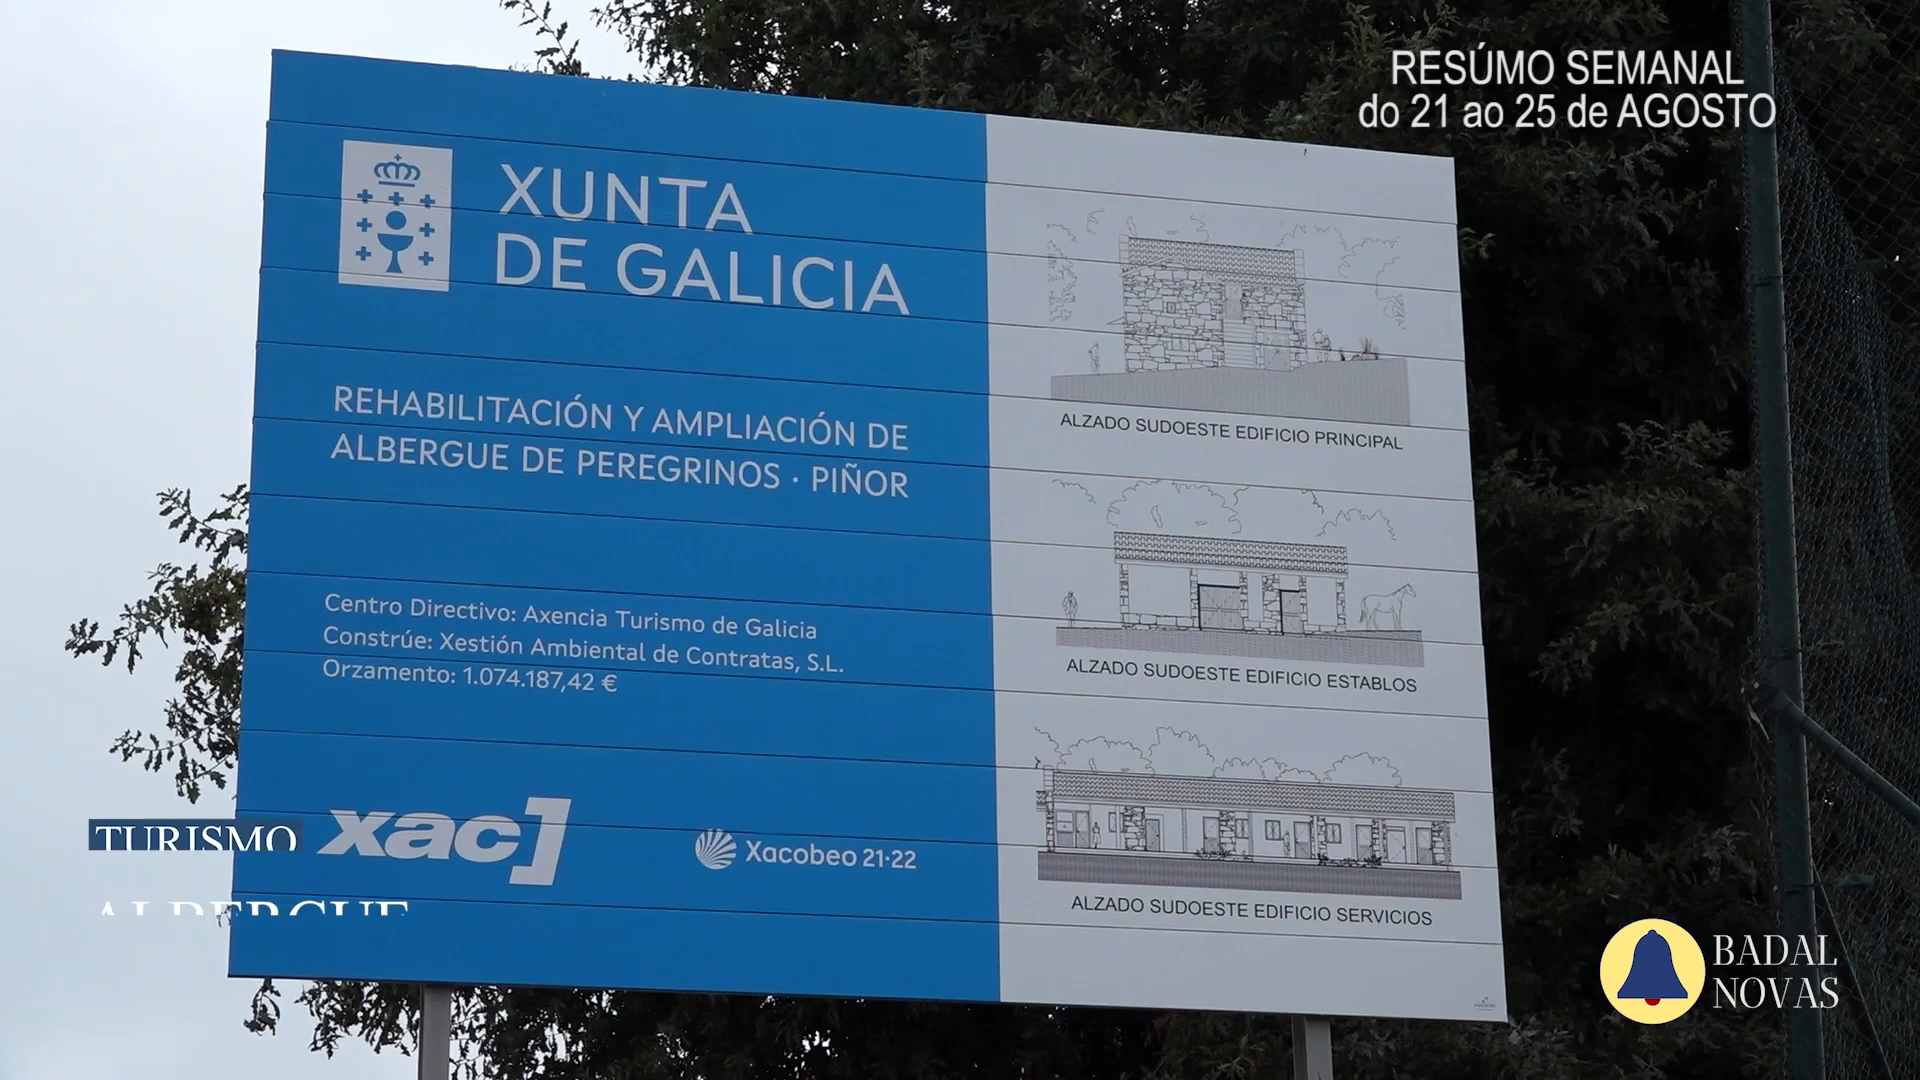 RESÚMO SEMANAL
do 21 ao 25 de AGOSTO
XUNTA
DE GALICIA
REHABILITACIÓN Y AMPLIACIÓN DE
ALBERGUE DE PEREGRINOS · PIÑOR
Centro Directivo: Axencia Turismo de Galicia
Constrúe: Xestión Ambiental de Contratas, S.L.
Orzamento: 1.074.187,42 €
xac
Xacobeo 21·22
ALZADO SUDOESTE EDIFICIO PRINCIPAL
ALZADO SUDOESTE EDIFICIO ESTABLOS
ALZADO SUDOESTE EDIFICIO SERVICIOS
TURISMO
ALBERGUE
BADAL
NOVAS